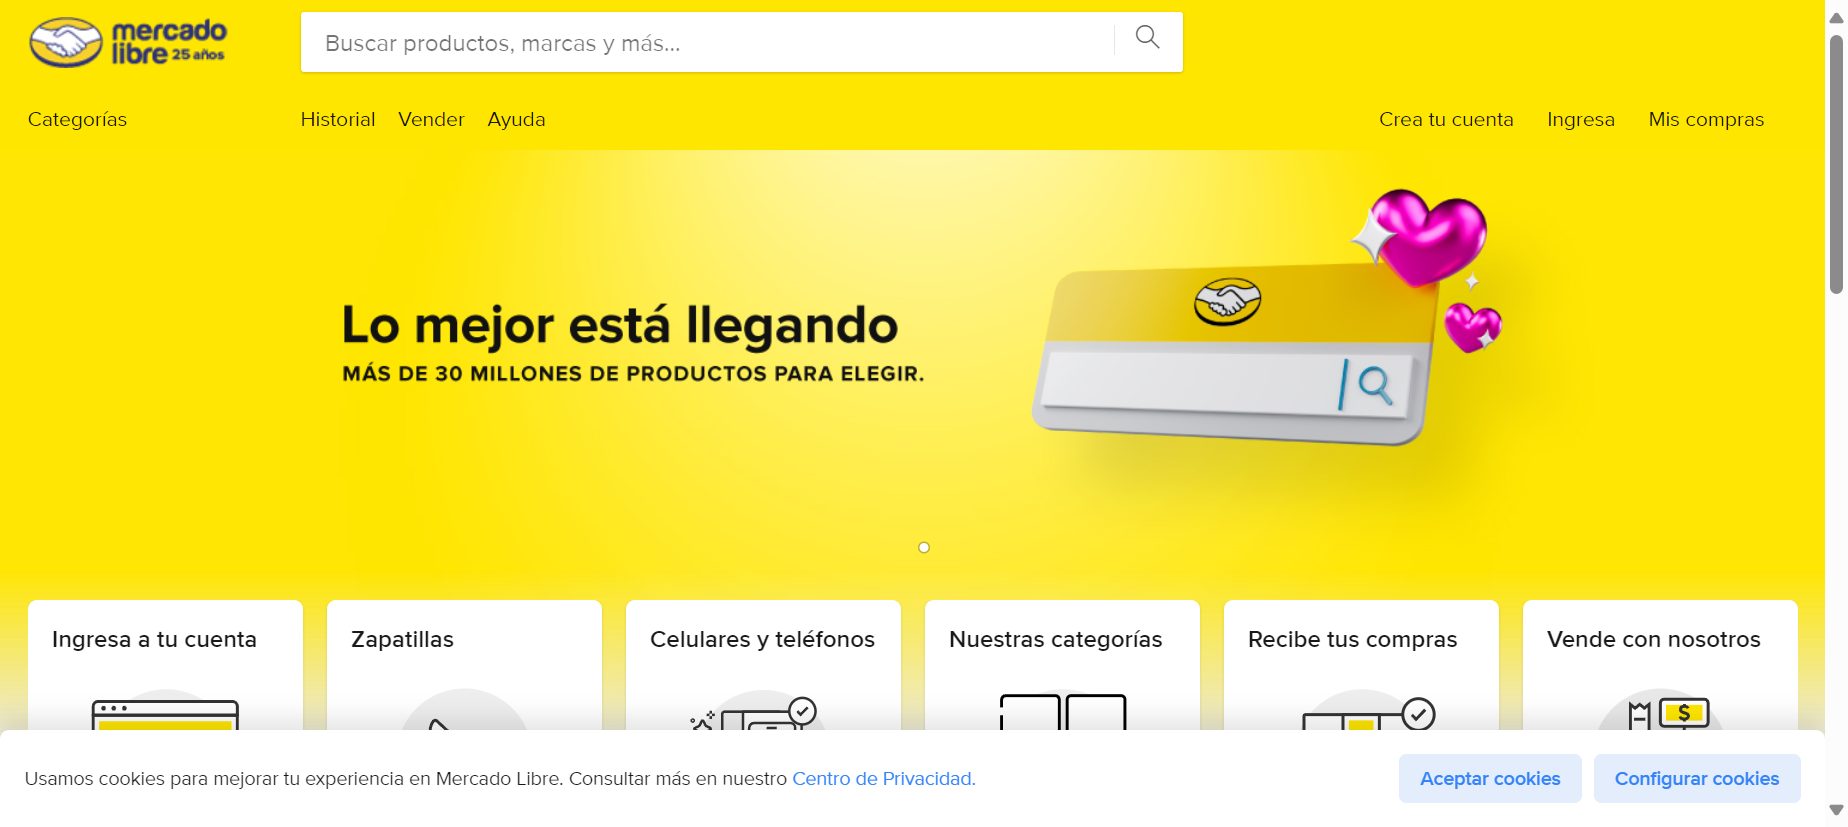 mercado
libre 25 años
Buscar productos, marcas y más...
Categorías
Historial Vender Ayuda
Crea tu cuenta Ingresa Mis compras
Lo mejor está llegando
MÁS DE 30 MILLONES DE PRODUCTOS PARA ELEGIR.
Ingresa a tu cuenta
Zapatillas
Celulares y teléfonos
Nuestras categorías
Recibe tus compras
Vende con nosotros
$
Usamos cookies para mejorar tu experiencia en Mercado Libre. Consultar más en nuestro Centro de Privacidad.
Aceptar cookies
Configurar cookies